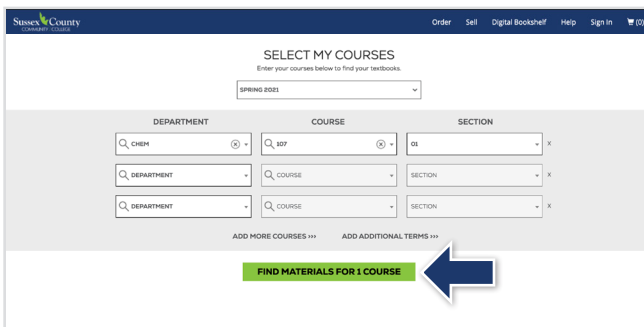 Sussex County
COMMUNITY COLLEGE
Order Sell Digital Bookshelf Help Sign In (0)
SELECT MY COURSES
Enter your courses below to find your textbooks.
SPRING 2021
DEPARTMENT COURSE SECTION
CHEM 107 01 X
DEPARTMENT COURSE SECTION X
DEPARTMENT COURSE SECTION X
ADD MORE COURSES >>> ADD ADDITIONAL TERMS >>>
FIND MATERIALS FOR 1 COURSE